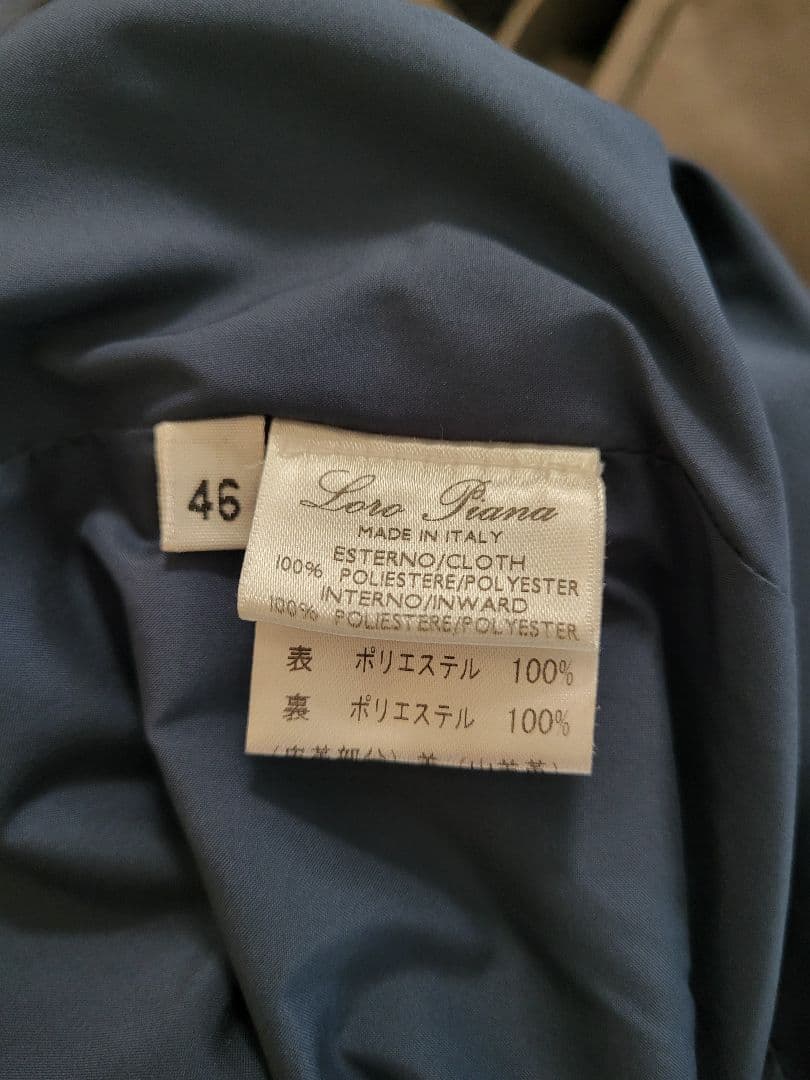 46
Loro Piana
MADE IN ITALY
ESTERNO/CLOTH
100% POLIESTERE/POLYESTER
INTERNO/INWARD
100% POLIESTERE/POLYESTER
表 ポリエステル 100%
裏 ポリエステル 100%